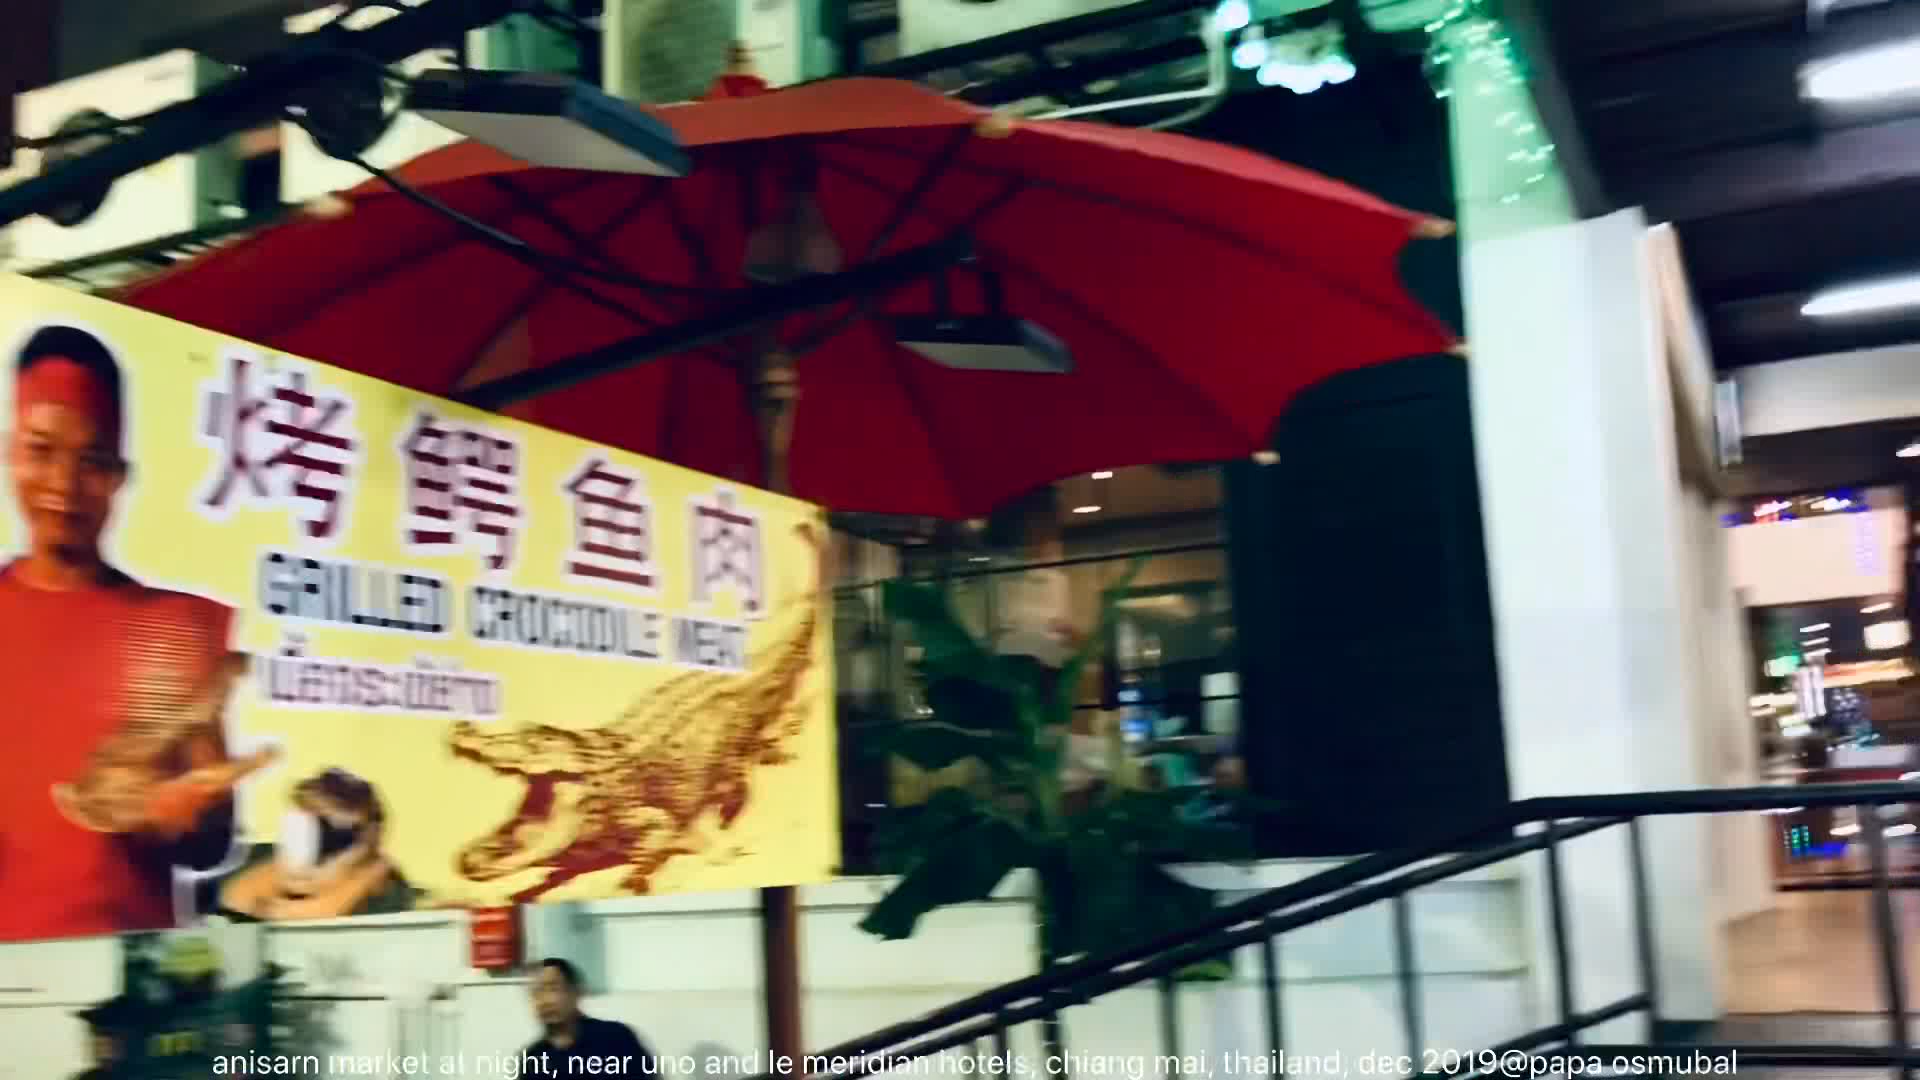 烤鳄鱼肉
GRILLED CROCODILE MEAT
anisarn market at night, near uno and le meridian hotels, chiang mai, thailand, dec 2019@papa osmubal